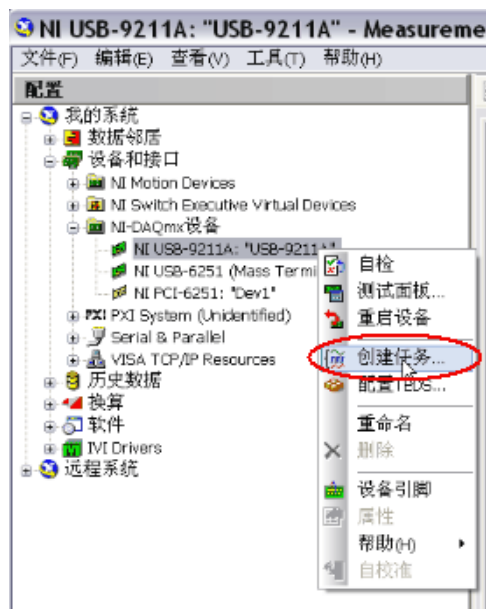 NI USB-9211A: "USB-9211A" - Measureme
文件(F) 编辑(E) 查看(V) 工具(T) 帮助(H)
配置
我的系统
数据邻居
设备和接口
NI Motion Devices
NI Switch Executive Virtual Devices
NI-DAQmx设备
NI USB-9211A: "USB-9211A"
NI USB-6251 (Mass Termi
NI PCI-6251: "Dev1"
PXI PXI System (Unidentified)
Serial & Parallel
VISA TCP/IP Resources
历史数据
换算
软件
IVI IVI Drivers
远程系统
自检
测试面板...
重启设备
创建任务...
配置TEDS...
重命名
删除
设备引脚
属性
帮助(H)
自校准